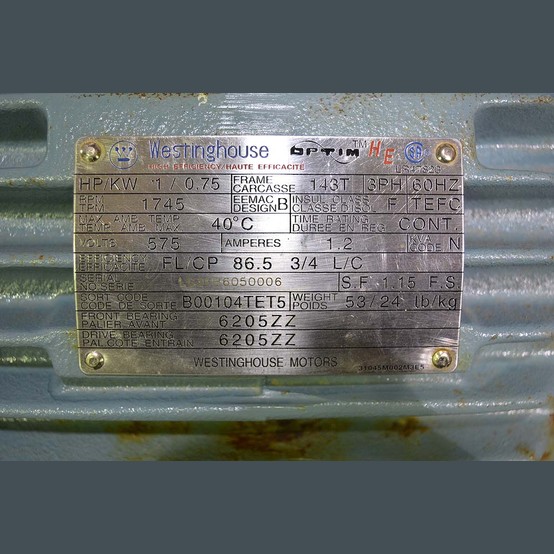 Westinghouse OPTIM TM HE
HIGH EFFICIENCY/HAUTE EFFICACITE
HP/KW 1 / 0.75 FRAME CARCASSE 143T 3PH 60HZ
RPM TPM 1745 EEMAC DESIGN B INSUL CLASS CLASSE D'ISOL F TEFC
MAX. AMB. TEMP. TEMP. AMB. MAX. 40°C TIME RATING DUREE EN REG. CONT.
VOLTS 575 AMPERES 1.2 KVA CODE N
EFFICIENCY EFFICACITE FL/CP 86.5 3/4 L/C
SERIAL NO. SERIE 6050006 S.F. 1.15 F.S.
SORT CODE CODE DE SORTE B00104TET5 WEIGHT POIDS 53/24 lb/kg
FRONT BEARING PALIER AVANT 6205ZZ
DRIVE BEARING PAL COTE ENTRAIN 6205ZZ
WESTINGHOUSE MOTORS